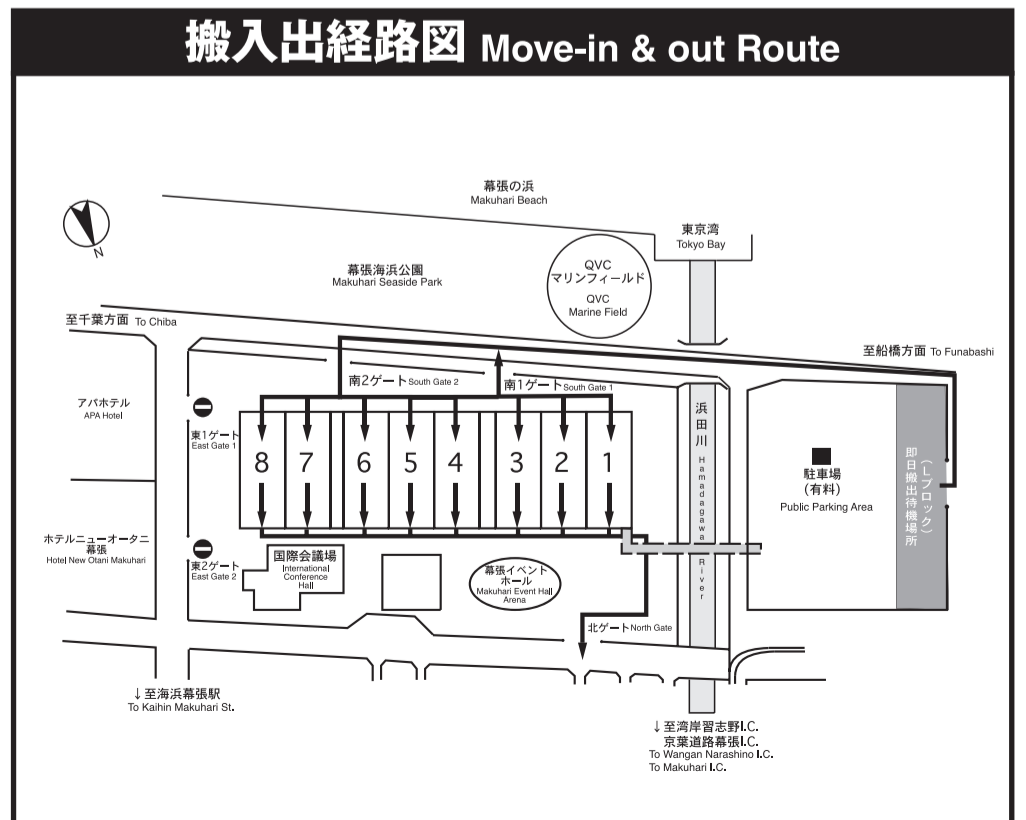 搬入出経路図 Move-in & out Route
幕張の浜
Makuhari Beach
東京湾
Tokyo Bay
N
幕張海浜公園
Makuhari Seaside Park
QVC
マリンフィールド
QVC
Marine Field
至千葉方面 To Chiba
至船橋方面 To Funabashi
南2ゲート South Gate 2
南1ゲート South Gate 1
アパホテル
APA Hotel
東1ゲート
East Gate 1
8 7 6 5 4 3 2 1
浜田川 Hamadagawa River
駐車場
(有料)
Public Parking Area
(Lブロック)
即日搬出待機場所
ホテルニューオータニ
幕張
Hotel New Otani Makuhari
東2ゲート
East Gate 2
国際会議場
International
Conference
Hall
幕張イベント
ホール
Makuhari Event Hall
Arena
北ゲート North Gate
↓至海浜幕張駅
To Kaihin Makuhari St.
↓至湾岸習志野I.C.
京葉道路幕張I.C.
To Wangan Narashino I.C.
To Makuhari I.C.